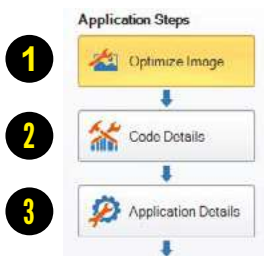 Application Steps
1 Optimize Image
2 Code Details
3 Application Details